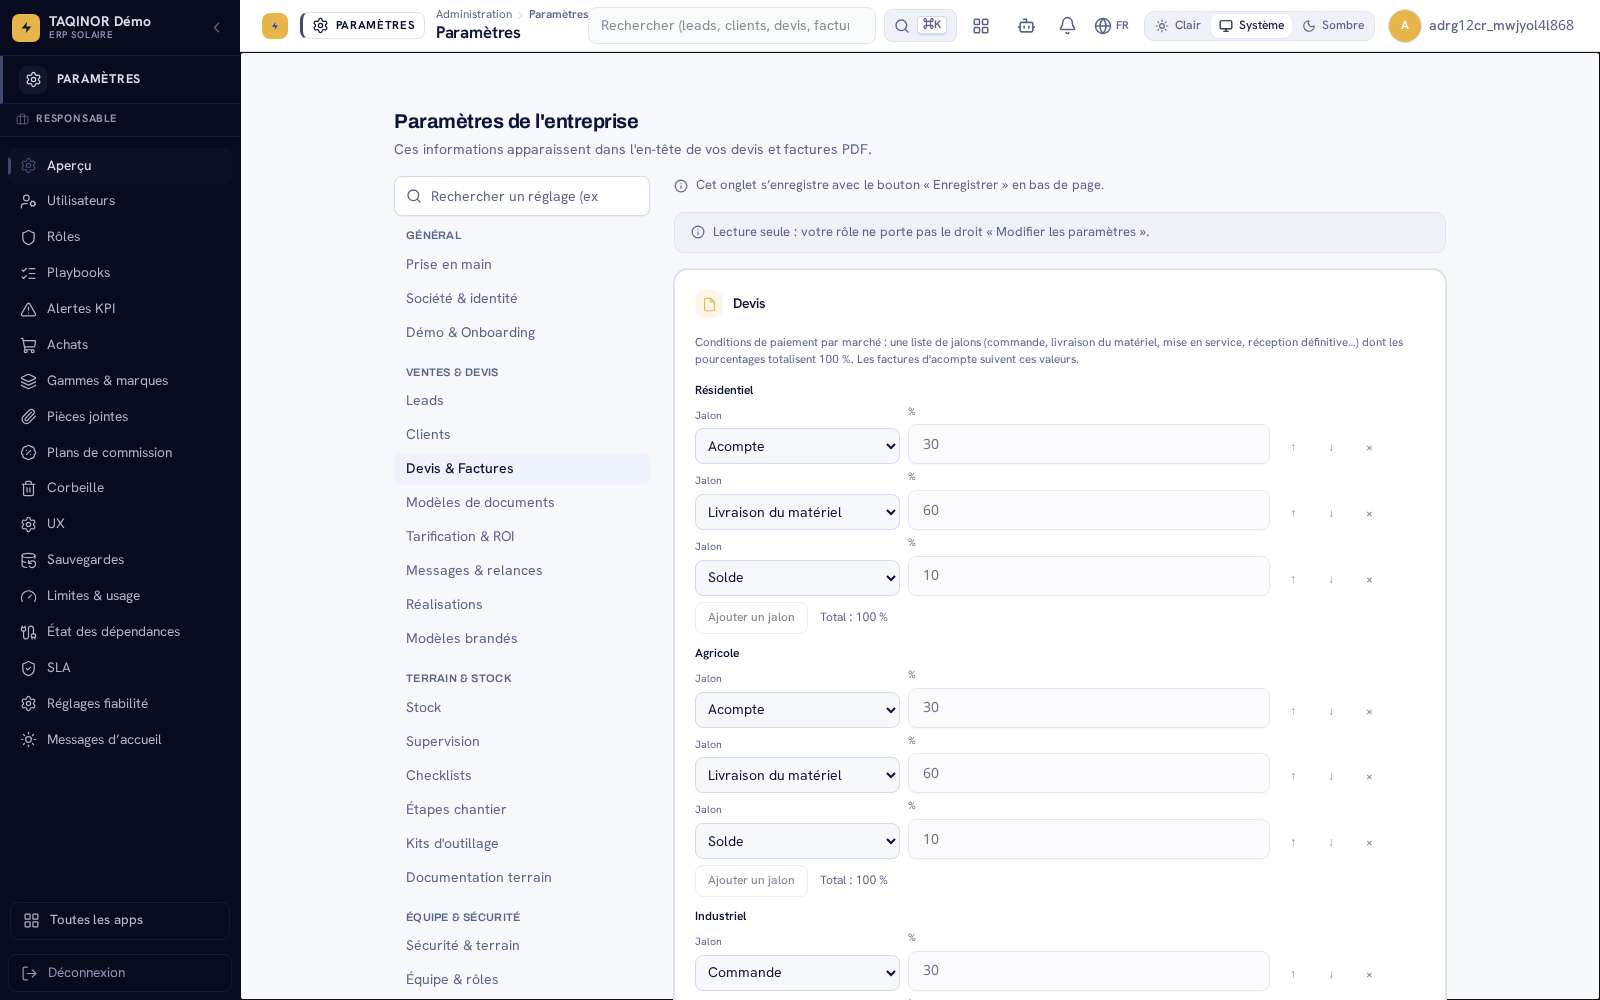 TAQINOR Démo
ERP SOLAIRE
PARAMÈTRES
RESPONSABLE
Aperçu
Utilisateurs
Rôles
Playbooks
Alertes KPI
Achats
Gammes & marques
Pièces jointes
Plans de commission
Corbeille
UX
Sauvegardes
Limites & usage
État des dépendances
SLA
Réglages fiabilité
Messages d’accueil
Toutes les apps
Déconnexion
PARAMÈTRES
Administration > Paramètres
Paramètres
Rechercher (leads, clients, devis, factur
⌘K
FR
Clair
Système
Sombre
A
adrg12cr_mwjyol4l868
Paramètres de l'entreprise
Ces informations apparaissent dans l'en-tête de vos devis et factures PDF.
Rechercher un réglage (ex
GÉNÉRAL
Prise en main
Société & identité
Démo & Onboarding
VENTES & DEVIS
Leads
Clients
Devis & Factures
Modèles de documents
Tarification & ROI
Messages & relances
Réalisations
Modèles brandés
TERRAIN & STOCK
Stock
Supervision
Checklists
Étapes chantier
Kits d'outillage
Documentation terrain
ÉQUIPE & SÉCURITÉ
Sécurité & terrain
Équipe & rôles
Cet onglet s’enregistre avec le bouton « Enregistrer » en bas de page.
Lecture seule : votre rôle ne porte pas le droit « Modifier les paramètres ».
Devis
Conditions de paiement par marché : une liste de jalons (commande, livraison du matériel, mise en service, réception définitive…) dont les
pourcentages totalisent 100 %. Les factures d'acompte suivent ces valeurs.
Résidentiel
Jalon %
Acompte 30 ↑ ↓ ×
Jalon %
Livraison du matériel 60 ↑ ↓ ×
Jalon %
Solde 10 ↑ ↓ ×
Ajouter un jalon Total : 100 %
Agricole
Jalon %
Acompte 30 ↑ ↓ ×
Jalon %
Livraison du matériel 60 ↑ ↓ ×
Jalon %
Solde 10 ↑ ↓ ×
Ajouter un jalon Total : 100 %
Industriel
Jalon %
Commande 30 ↑ ↓ ×